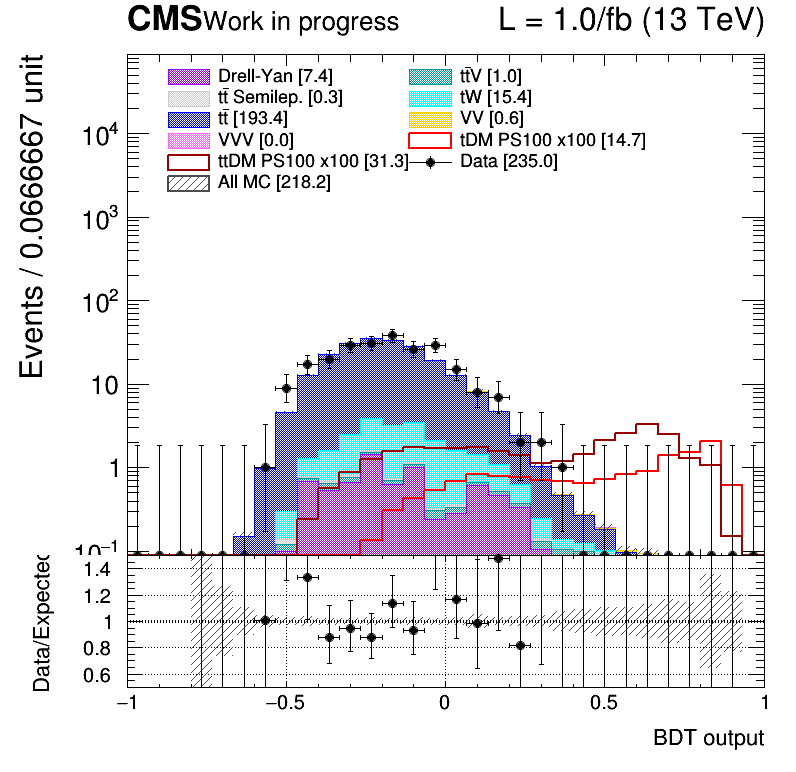 CMS Work in progress L = 1.0/fb (13 TeV)
Events / 0.0666667 unit
Drell-Yan [7.4] tt̄V [1.0]
tt̄ Semilep. [0.3] tW [15.4]
tt̄ [193.4] VV [0.6]
VVV [0.0] tDM PS100 x100 [14.7]
ttDM PS100 x100 [31.3] Data [235.0]
All MC [218.2]
10⁴
10³
10²
10
1
10⁻¹
Data/Expected
1.4
1.2
1
0.8
0.6
−1 −0.5 0 0.5 1
BDT output